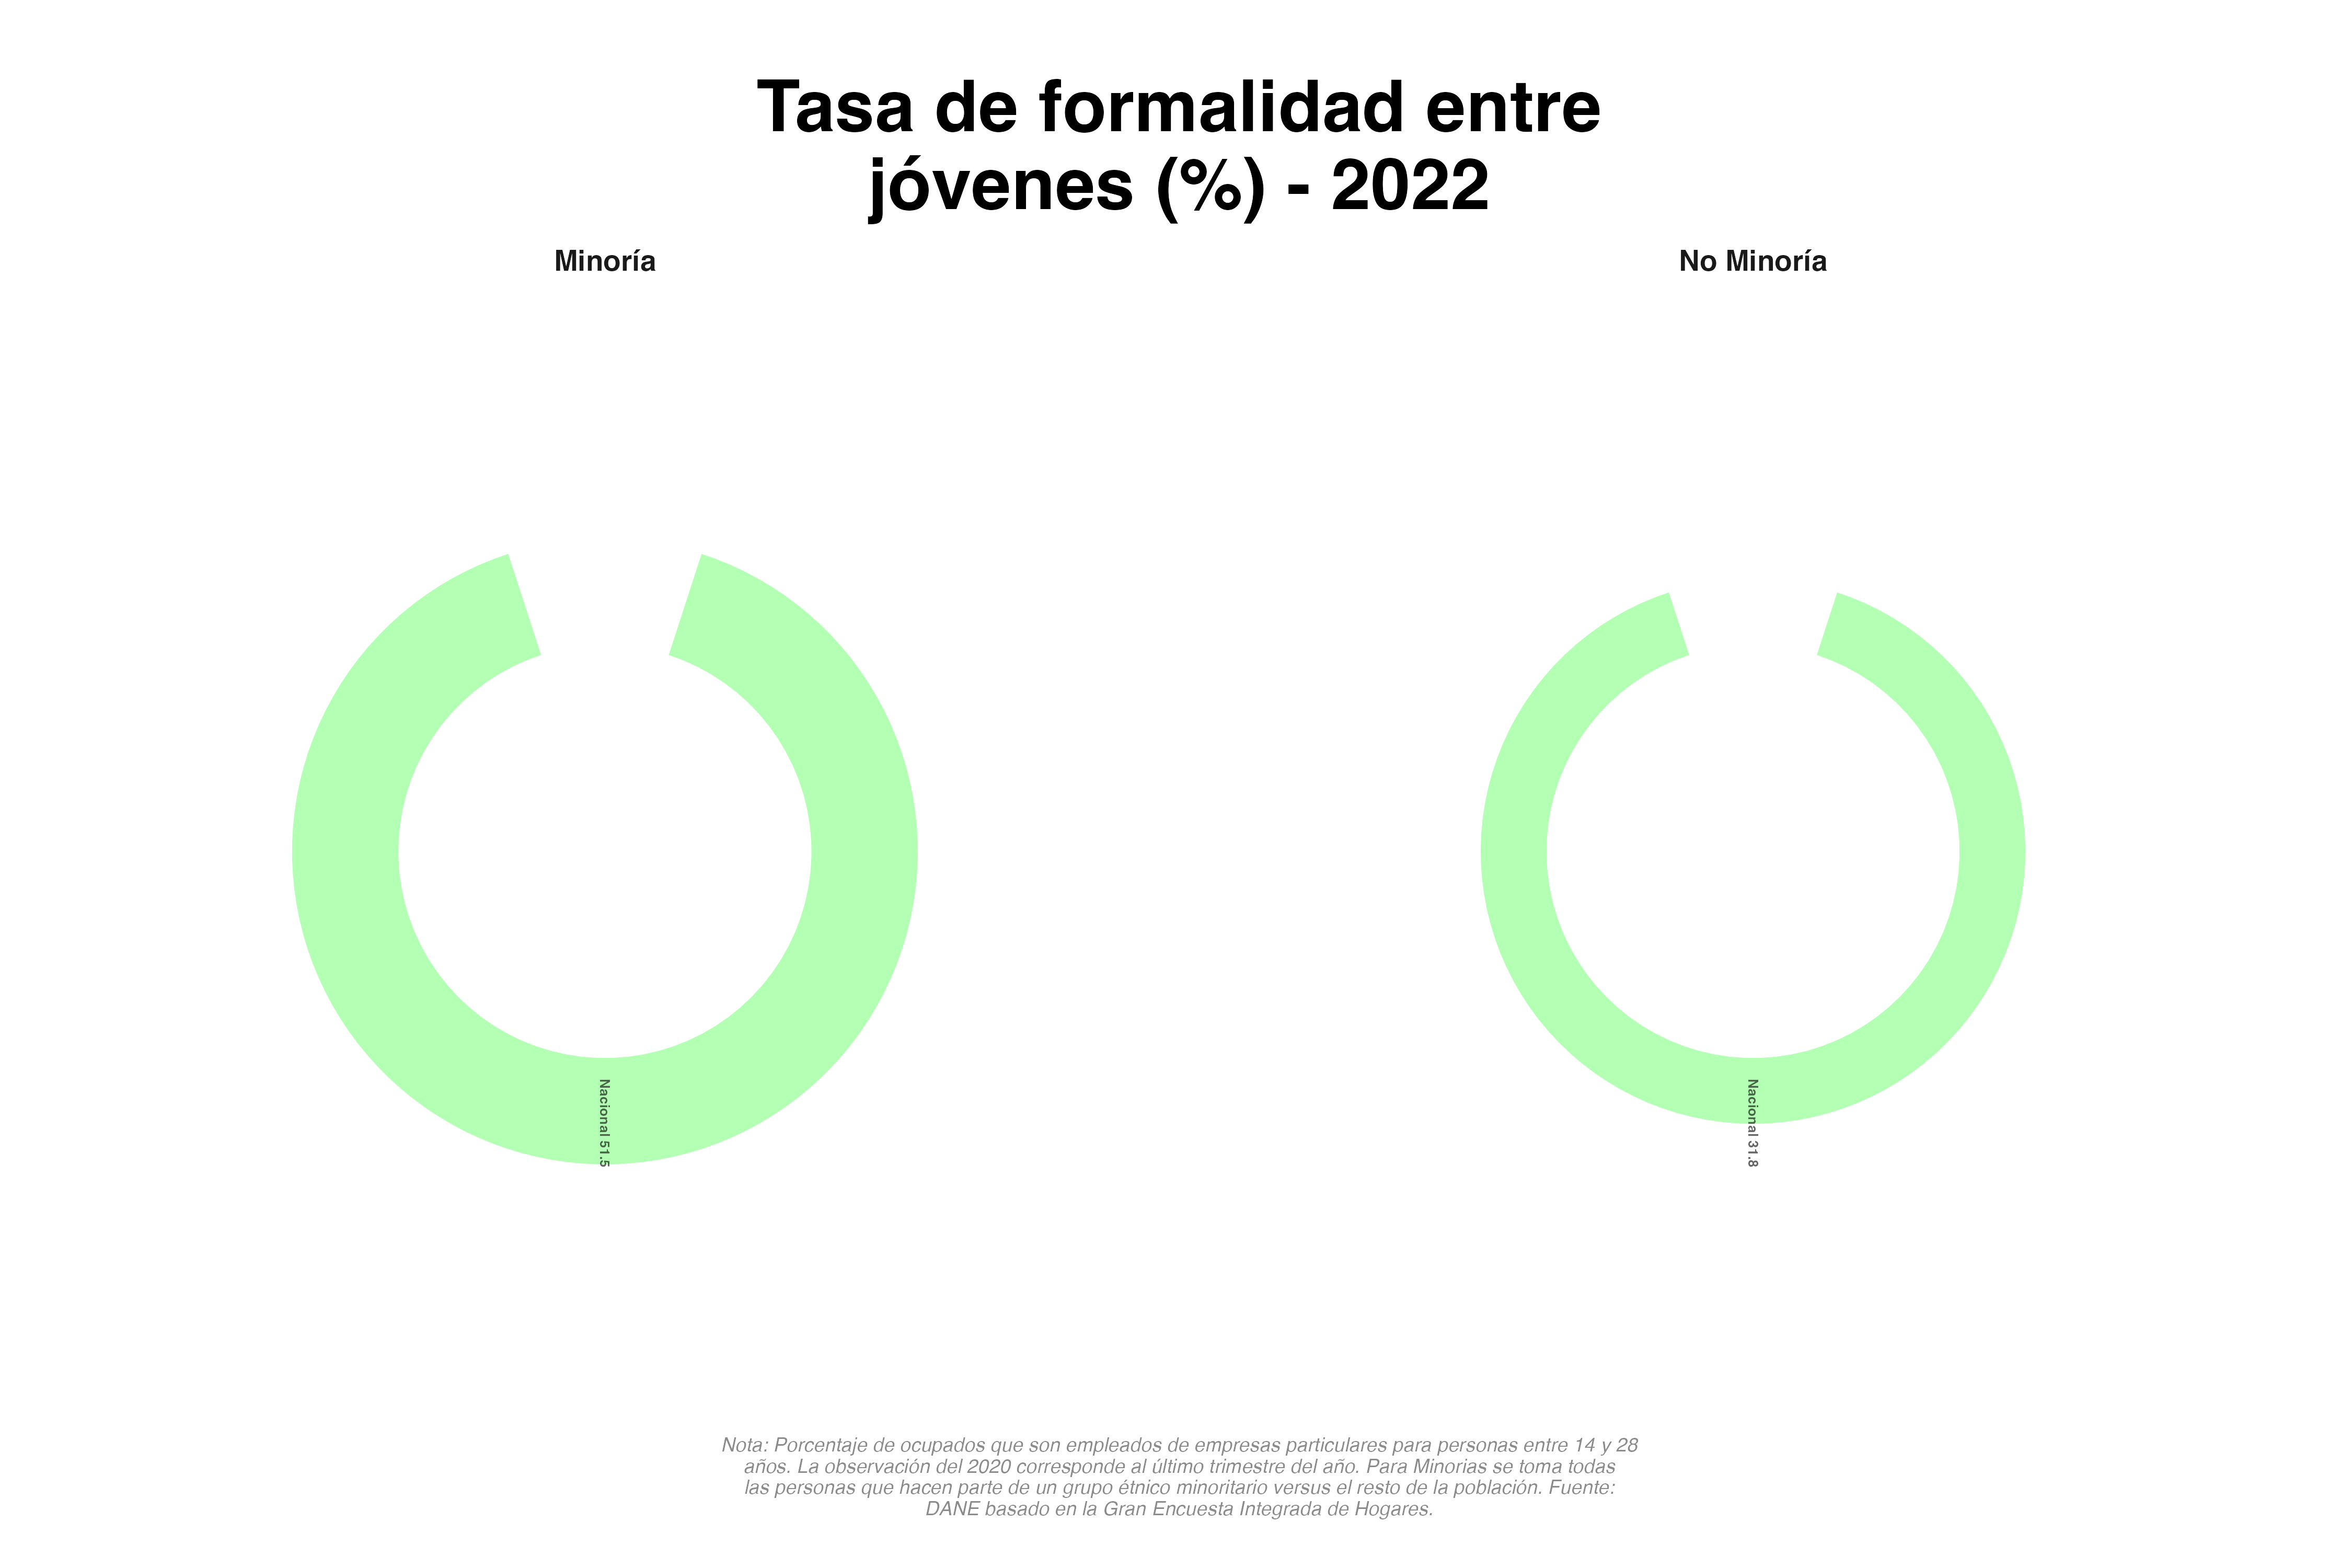 Tasa de formalidad entre
jóvenes (%) - 2022
Minoría
No Minoría
Nacional 51.5
Nacional 31.8
Nota: Porcentaje de ocupados que son empleados de empresas particulares para personas entre 14 y 28
años. La observación del 2020 corresponde al último trimestre del año. Para Minorias se toma todas
las personas que hacen parte de un grupo étnico minoritario versus el resto de la población. Fuente:
DANE basado en la Gran Encuesta Integrada de Hogares.